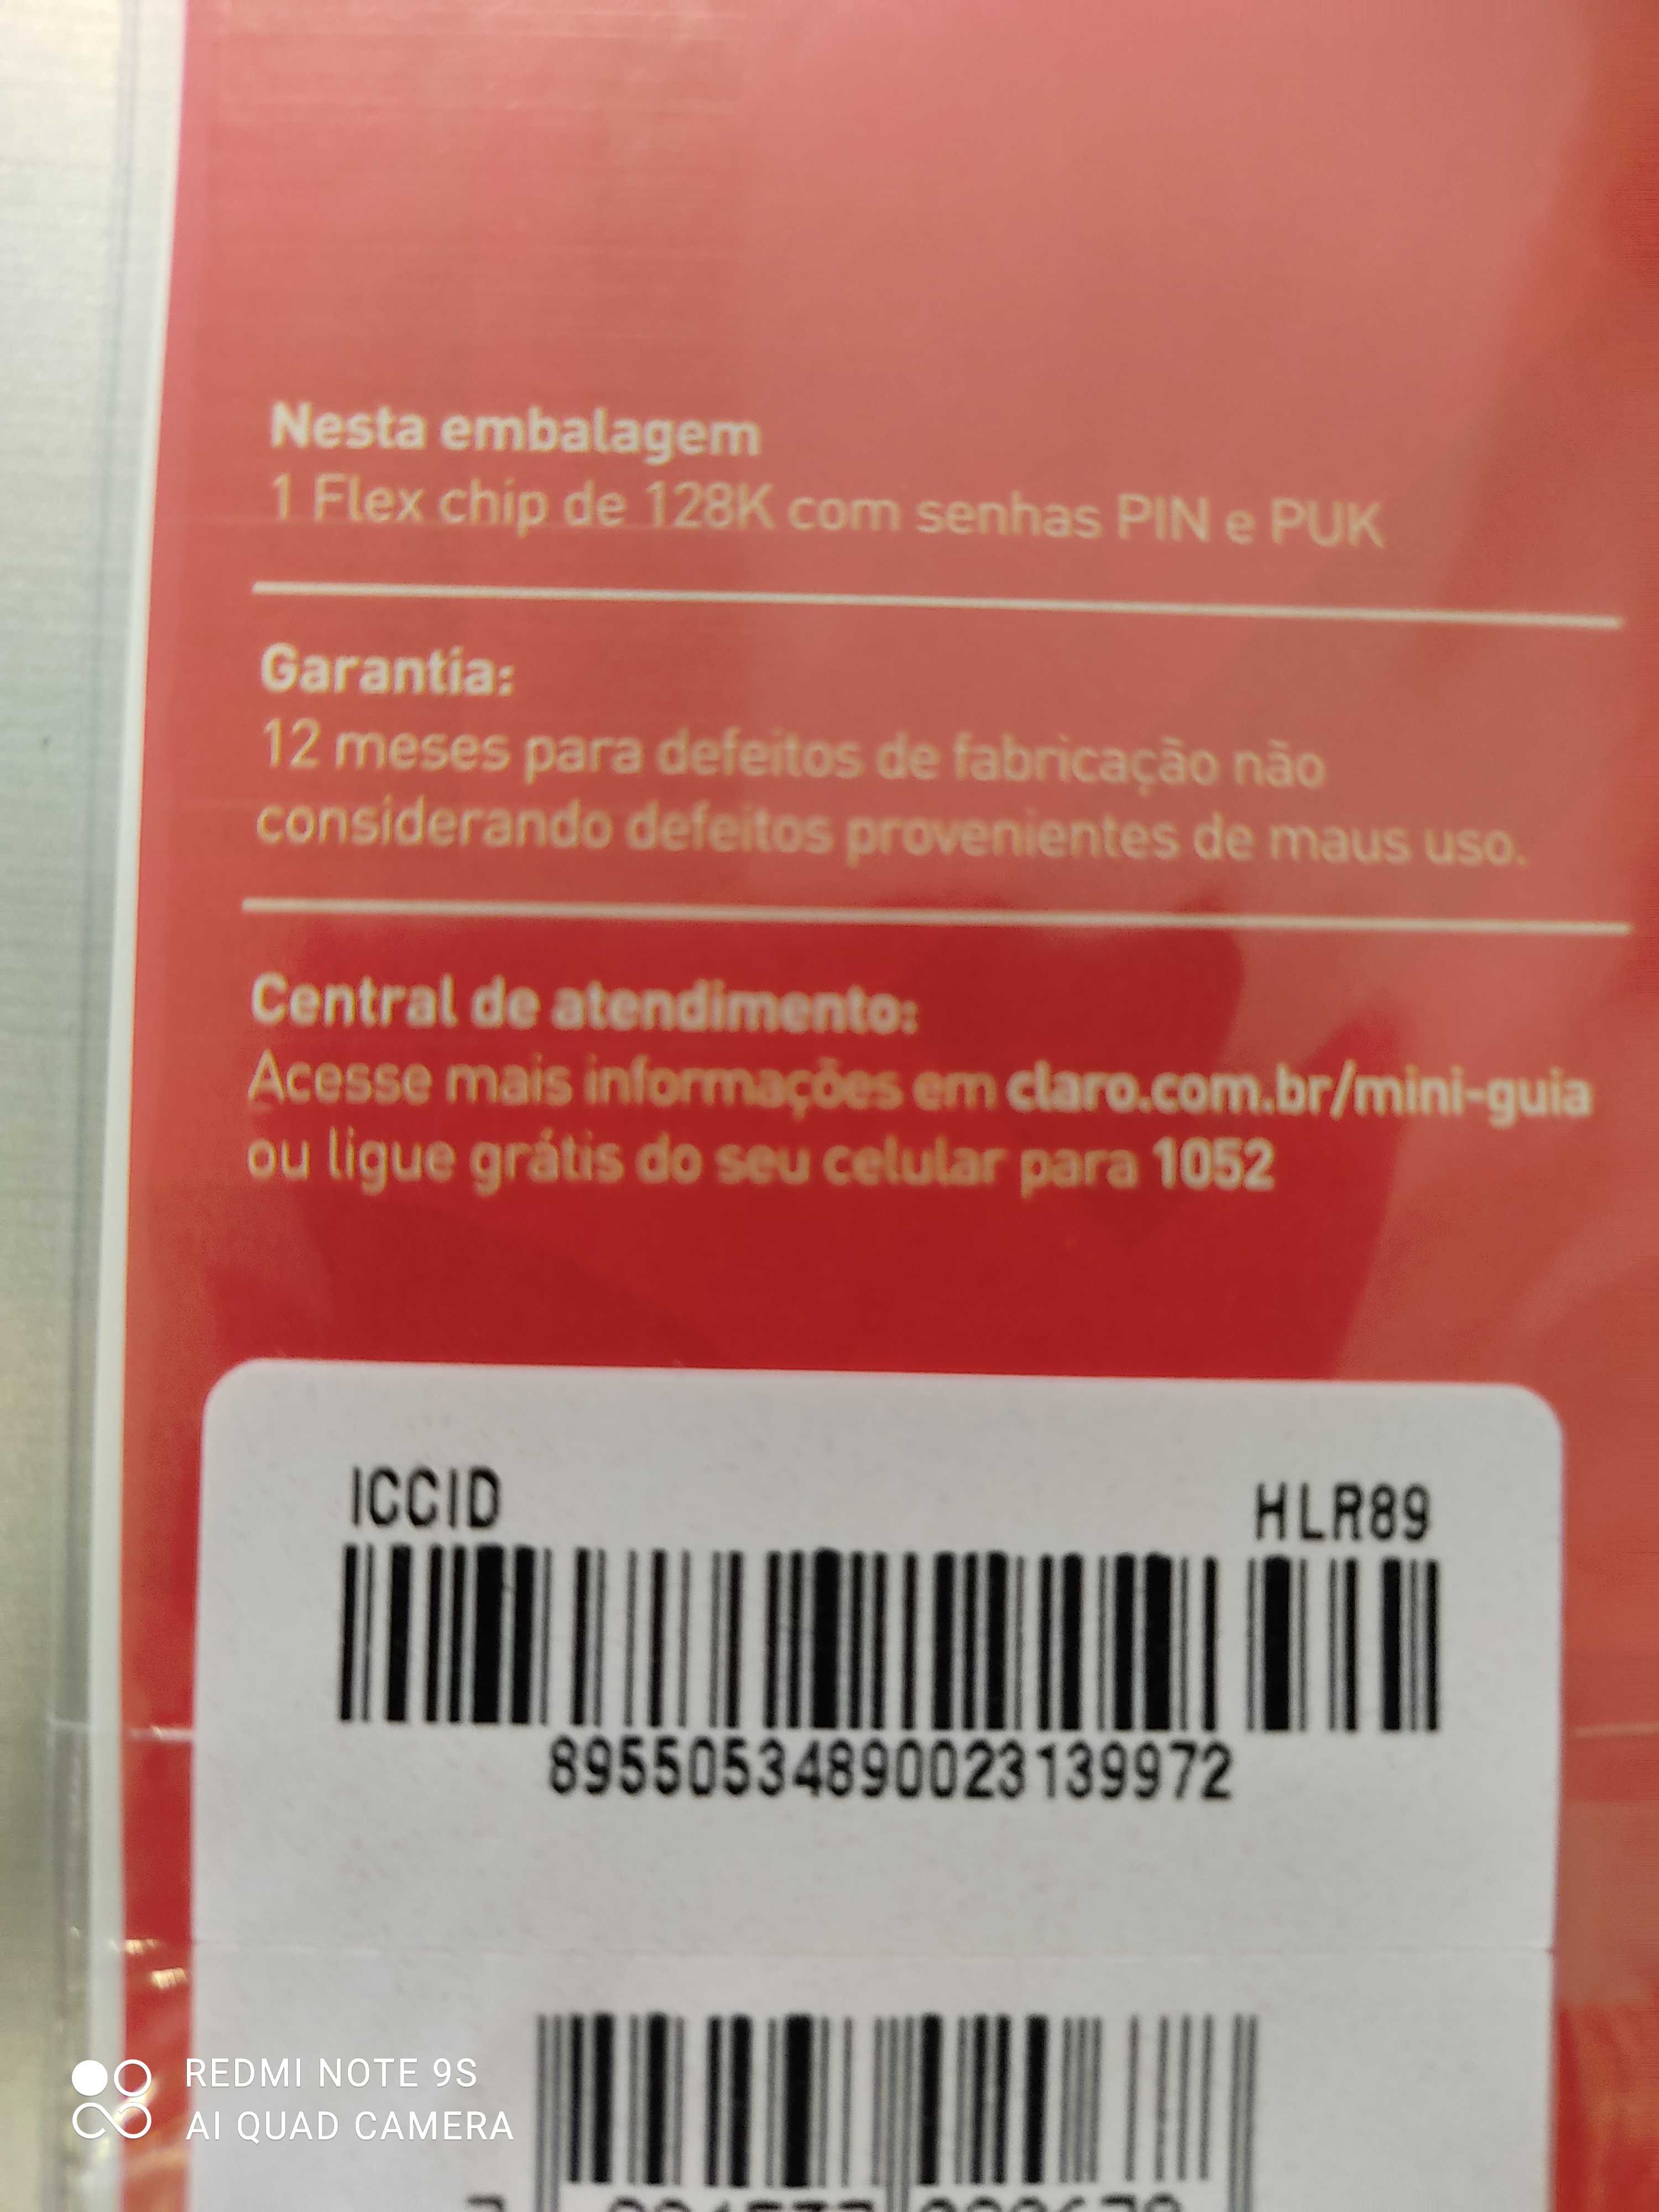 Nesta embalagem
1 Flex chip de 128K com senhas PIN e PUK
Garantia:
12 meses para defeitos de fabricação não
considerando defeitos provenientes de maus uso.
Central de atendimento:
Acesse mais informações em claro.com.br/mini-guia
ou ligue grátis do seu celular para 1052
ICCID HLR89
89550534890023139972
REDMI NOTE 9S
AI QUAD CAMERA